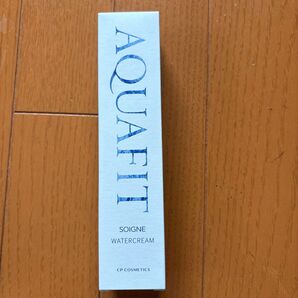 AQUAFIT
SOIGNE
WATERCREAM
CP COSMETICS